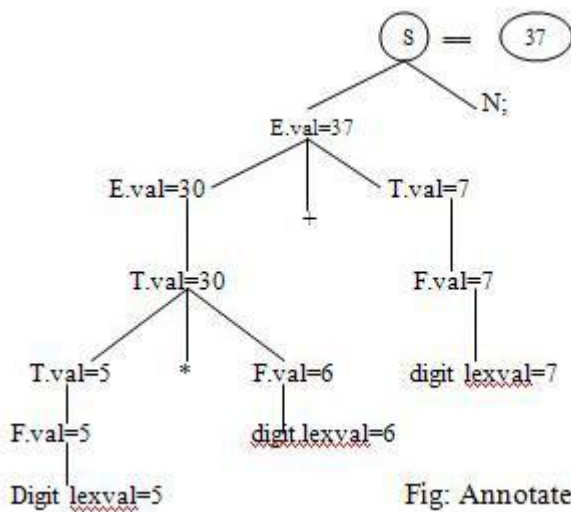 S = 37
N;
E.val=37
E.val=30 + T.val=7
T.val=30 F.val=7
T.val=5 * F.val=6 digit lexval=7
F.val=5 digit.lexval=6
Digit lexval=5 Fig: Annotate